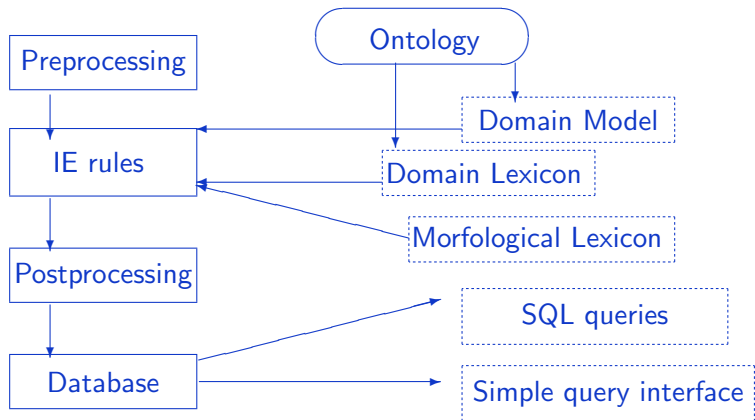 Ontology
Preprocessing
Domain Model
IE rules
Domain Lexicon
Morfological Lexicon
Postprocessing
SQL queries
Database
Simple query interface